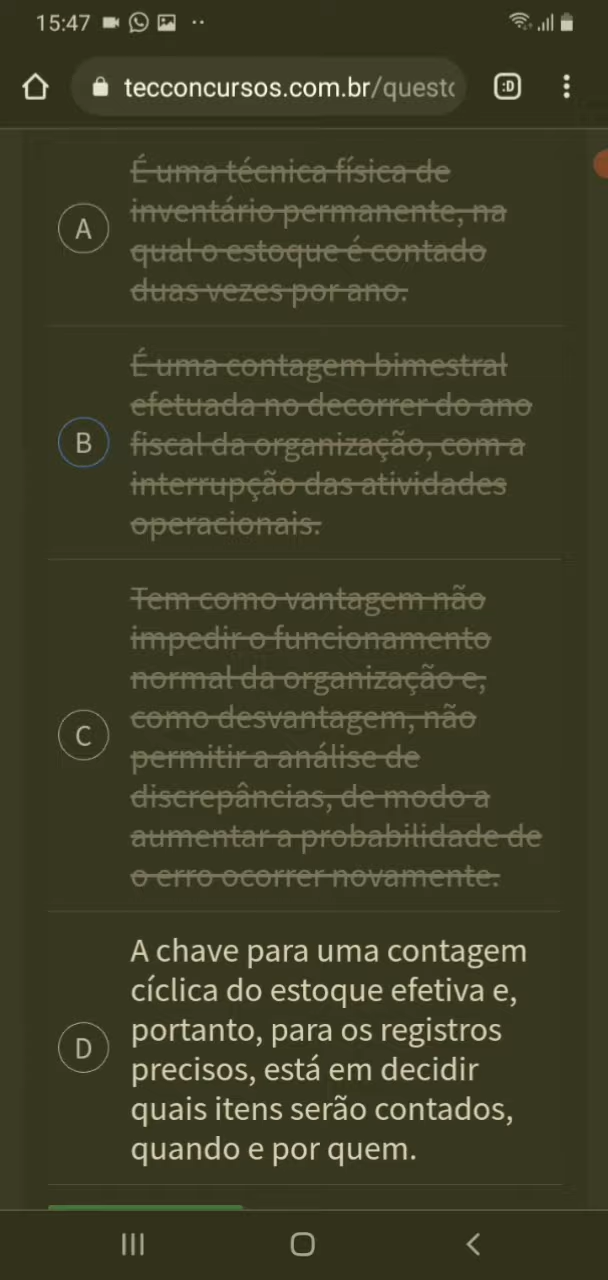 15:47
tecconcursos.com.br/questo
:D
É uma técnica física de
inventário permanente, na
A
qual o estoque é contado
duas vezes por ano.
É uma contagem bimestral
efetuada no decorrer do ano
B
fiscal da organização, com a
interrupção das atividades
operacionais.
Tem como vantagem não
impedir o funcionamento
normal da organização e,
como desvantagem, não
C
permitir a análise de
discrepâncias, de modo a
aumentar a probabilidade de
o erro ocorrer novamente.
A chave para uma contagem
cíclica do estoque efetiva e,
portanto, para os registros
D
precisos, está em decidir
quais itens serão contados,
quando e por quem.